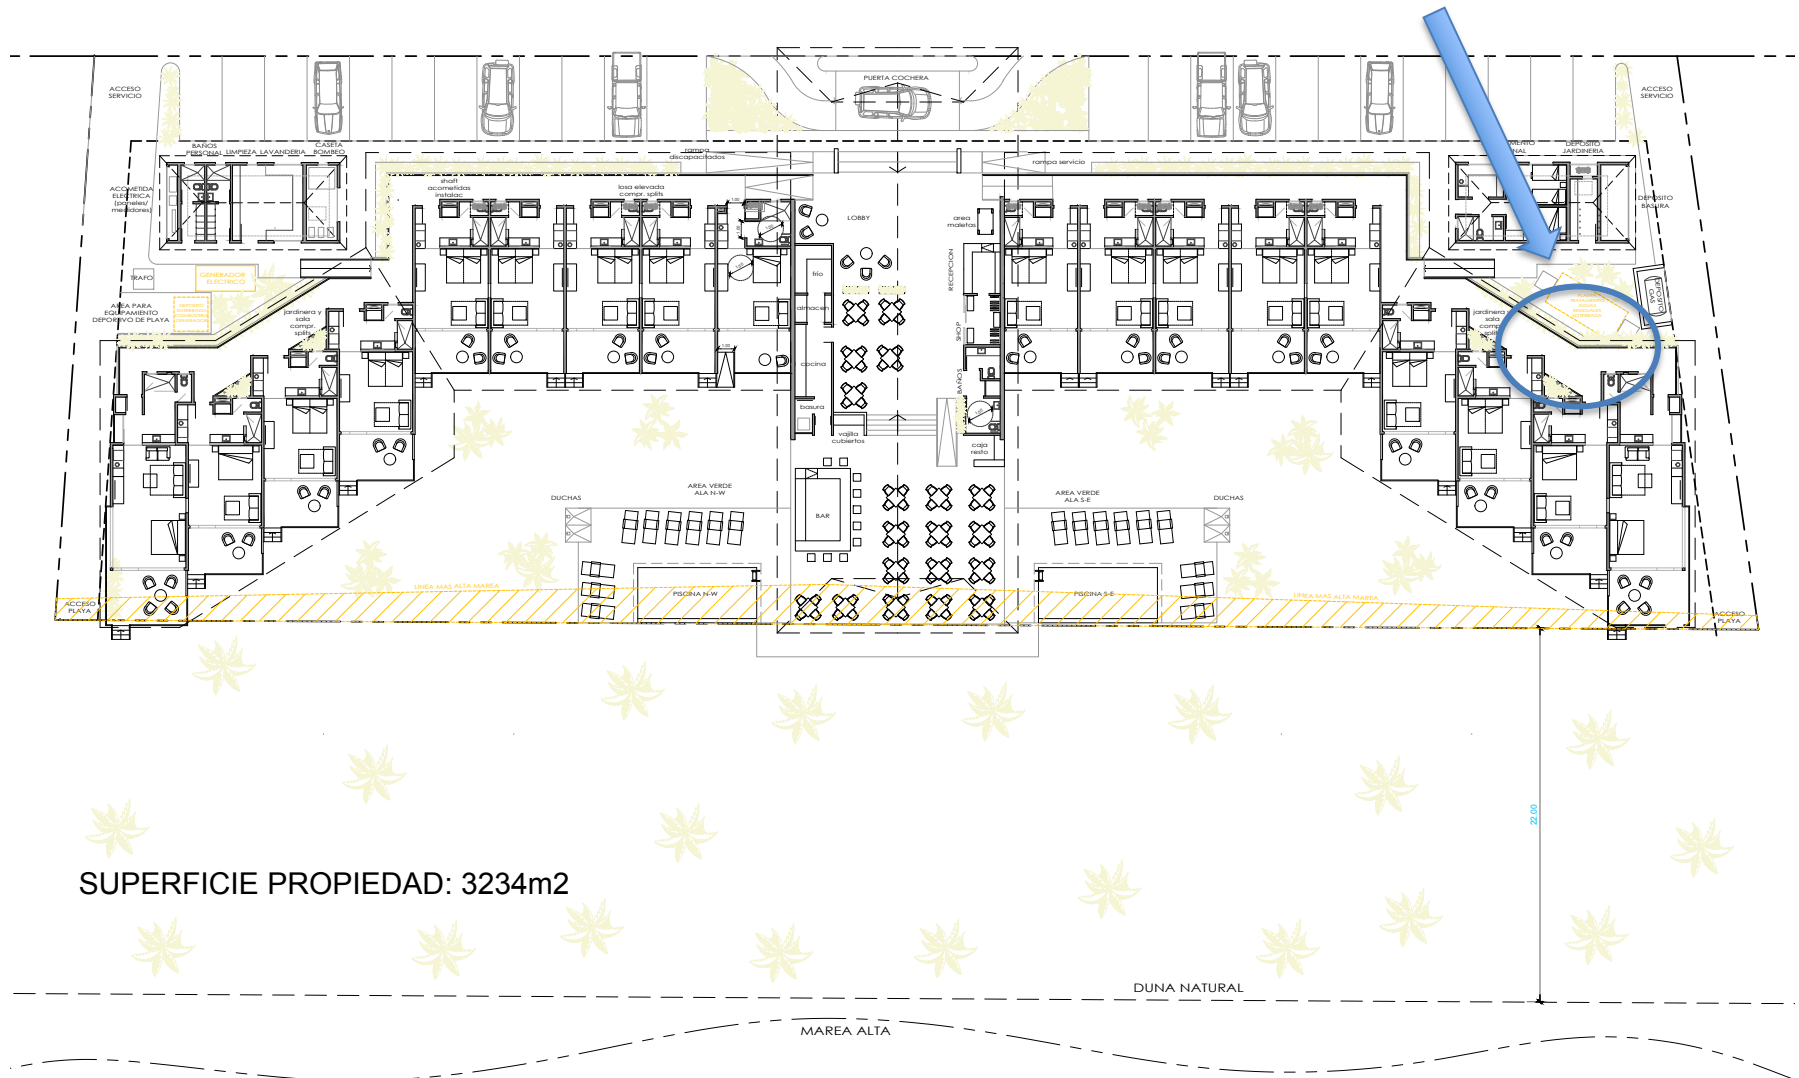 PUERTA COCHERA
ACCESO
SERVICIO
ACCESO
SERVICIO
BAÑOS
PERSONAL
LIMPIEZA
LAVANDERIA
CASETA
BOMBEO
rampa
discapacitados
rampa servicio
DEPOSITO
JARDINERIA
ACOMETIDA
ELECTRICA
(paneles/
medidores)
shaft
acometidas
instalac
losa elevada
compr. splits
LOBBY
area
maletas
DEPOSITO
BASURA
TRAFO
GENERADOR
ELECTRICO
frio
RECEPCION
DEPOSITO
GAS
AREA PARA
EQUIPAMIENTO
DEPORTIVO DE PLAYA
jardinera y
sala
compr.
splits
almacen
SHOP
jardinera y
sala
compr.
splits
cocina
BAÑOS
basura
vajilla
cubiertos
caja
resto
DUCHAS
AREA VERDE
ALA N-W
BAR
AREA VERDE
ALA S-E
DUCHAS
LINEA MAS ALTA MAREA
PISCINA N-W
PISCINA S-E
LINEA MAS ALTA MAREA
ACCESO
PLAYA
ACCESO
PLAYA
22.00
SUPERFICIE PROPIEDAD: 3234m2
DUNA NATURAL
MAREA ALTA